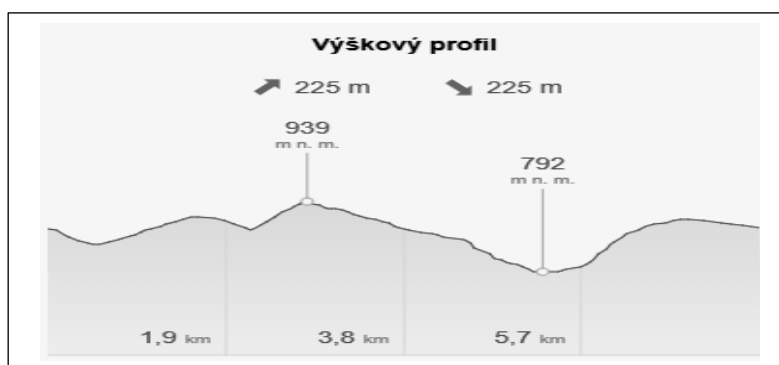 Výškový profil
225 m 225 m
939
m n. m.
792
m n. m.
1,9 km 3,8 km 5,7 km